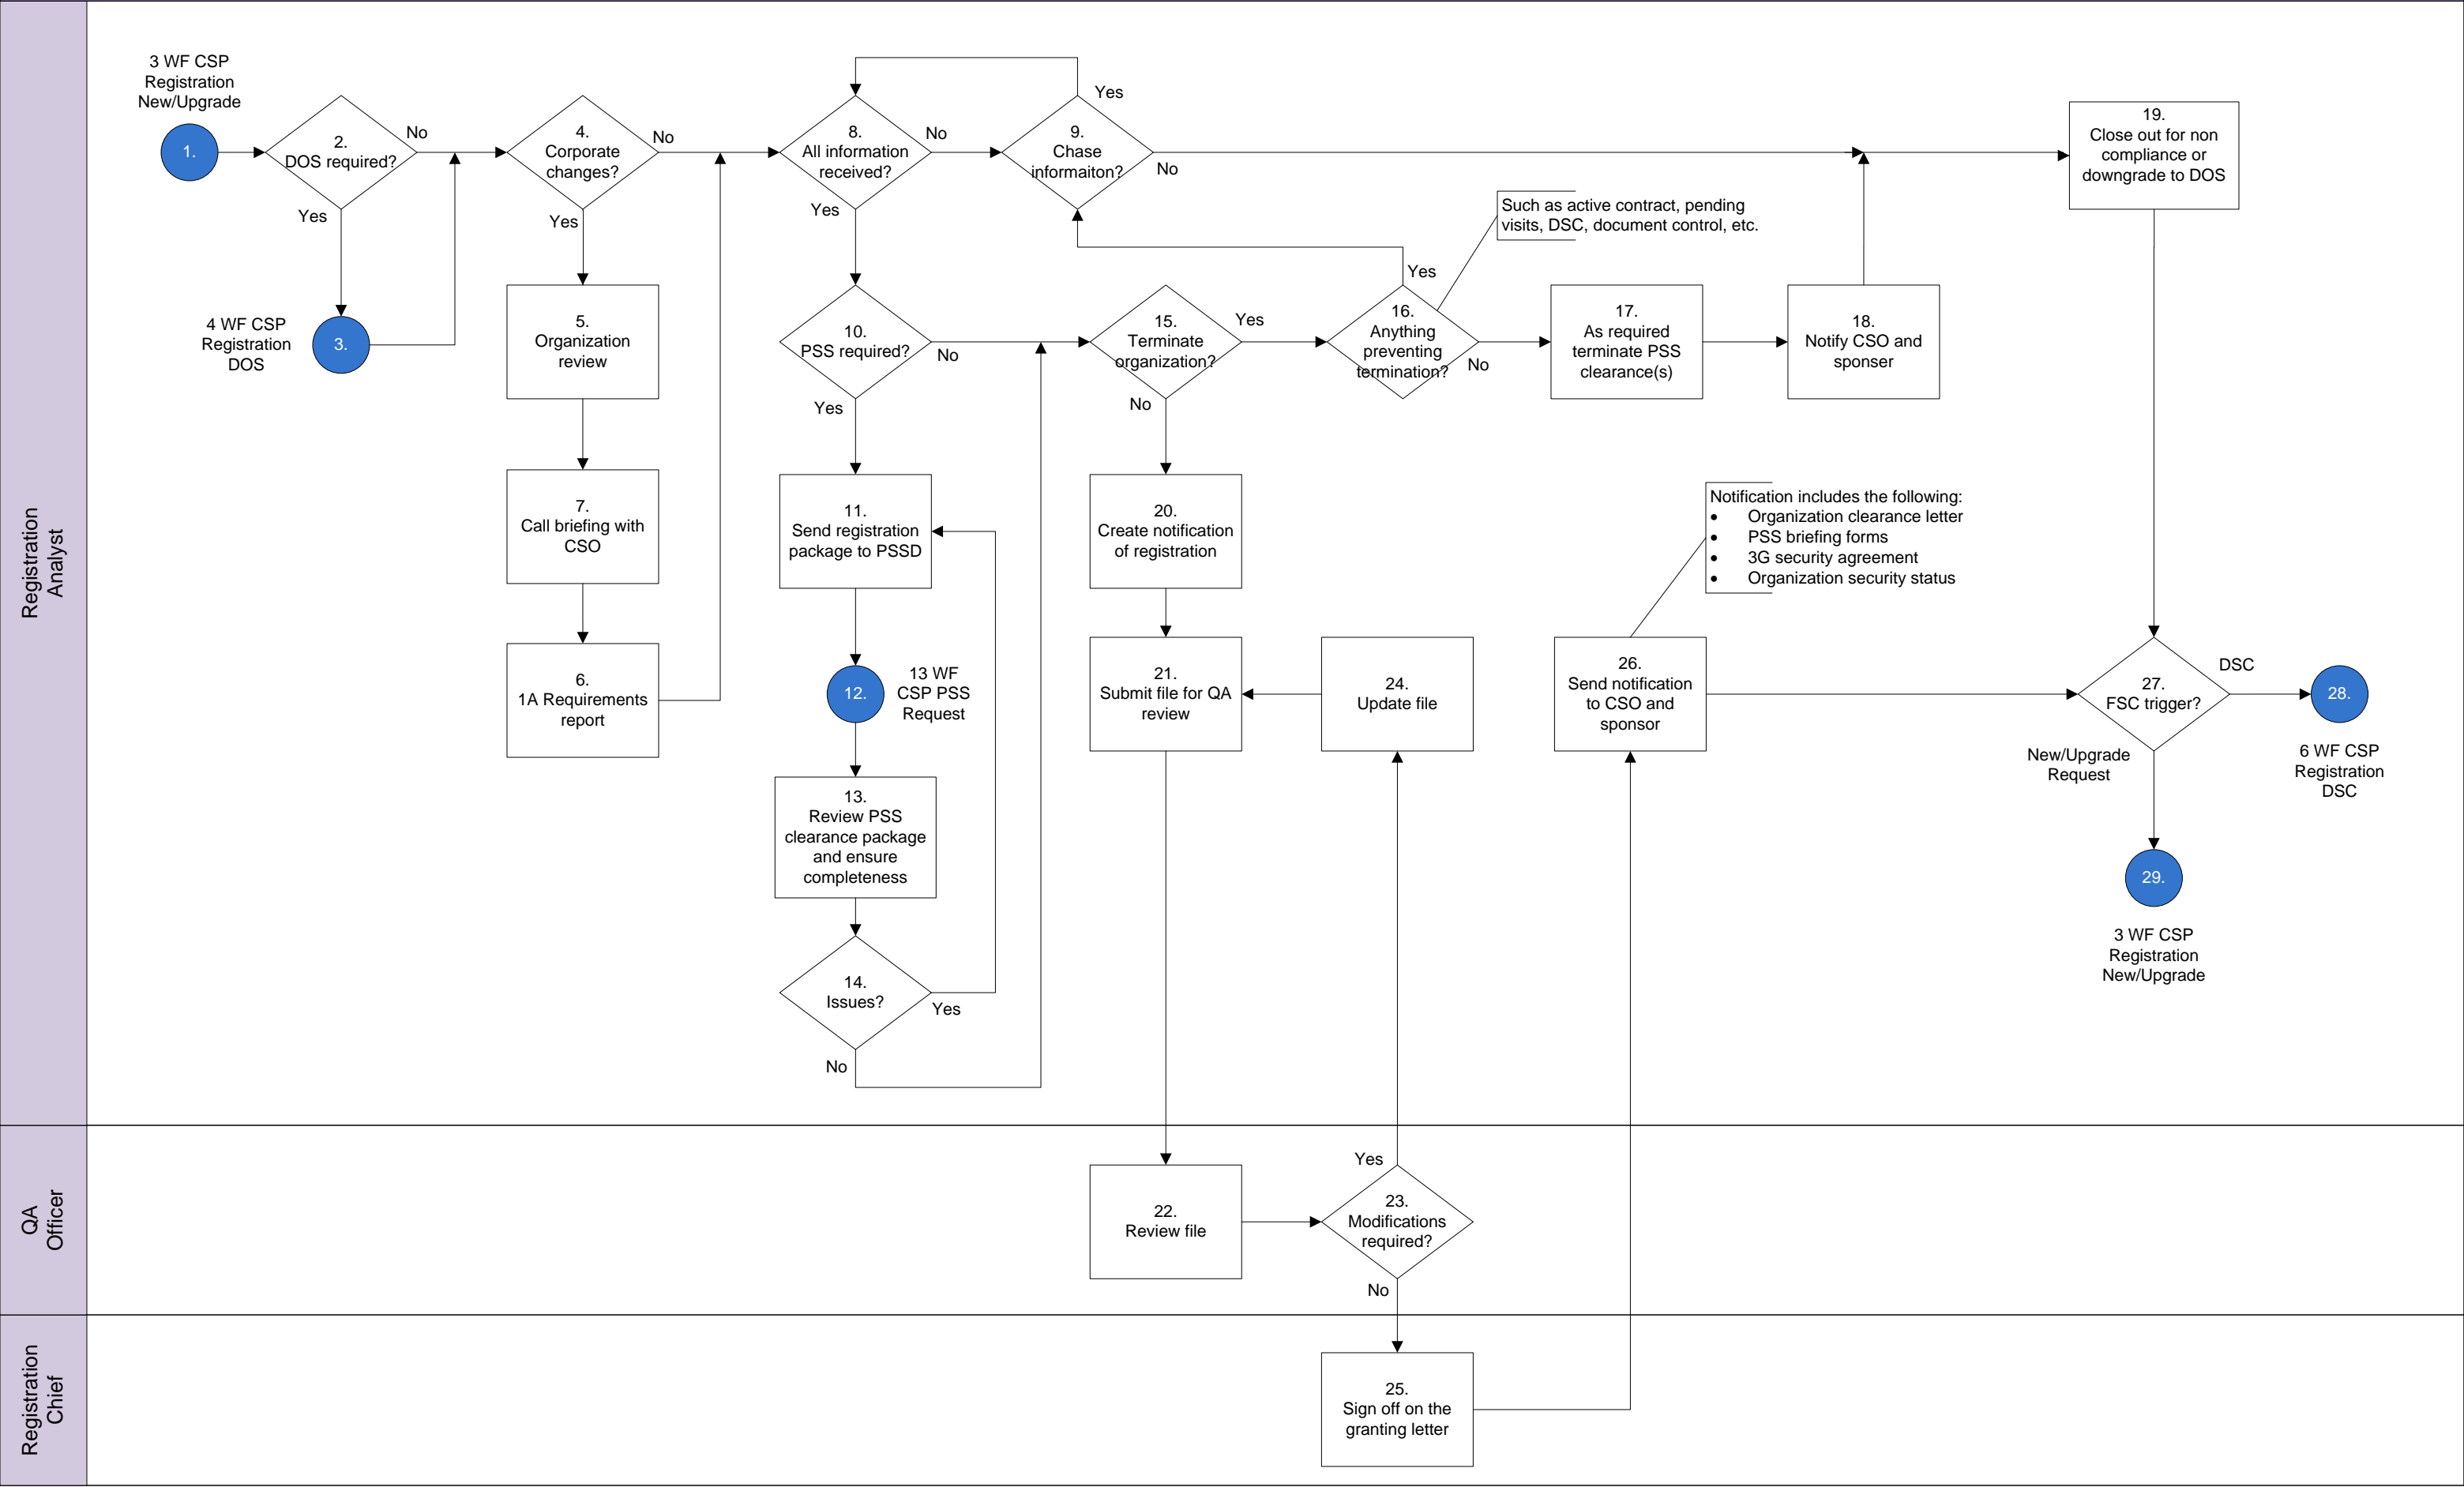 Registration
Analyst
3 WF CSP
Registration
New/Upgrade
1.
2.
DOS required?
No
Yes
4 WF CSP
Registration
DOS
3.
4.
Corporate
changes?
No
Yes
5.
Organization
review
7.
Call briefing with
CSO
6.
1A Requirements
report
8.
All information
received?
No
Yes
9.
Chase
informaiton?
Yes
No
10.
PSS required?
No
Yes
11.
Send registration
package to PSSD
12.
13 WF
CSP PSS
Request
13.
Review PSS
clearance package
and ensure
completeness
14.
Issues?
Yes
No
15.
Terminate
organization?
Yes
No
16.
Anything
preventing
termination?
Yes
No
Such as active contract, pending
visits, DSC, document control, etc.
17.
As required
terminate PSS
clearance(s)
18.
Notify CSO and
sponser
19.
Close out for non
compliance or
downgrade to DOS
20.
Create notification
of registration
21.
Submit file for QA
review
24.
Update file
26.
Send notification
to CSO and
sponsor
Notification includes the following:
• Organization clearance letter
• PSS briefing forms
• 3G security agreement
• Organization security status
27.
FSC trigger?
DSC
28.
6 WF CSP
Registration
DSC
New/Upgrade
Request
29.
3 WF CSP
Registration
New/Upgrade
QA
Officer
22.
Review file
23.
Modifications
required?
Yes
No
Registration
Chief
25.
Sign off on the
granting letter